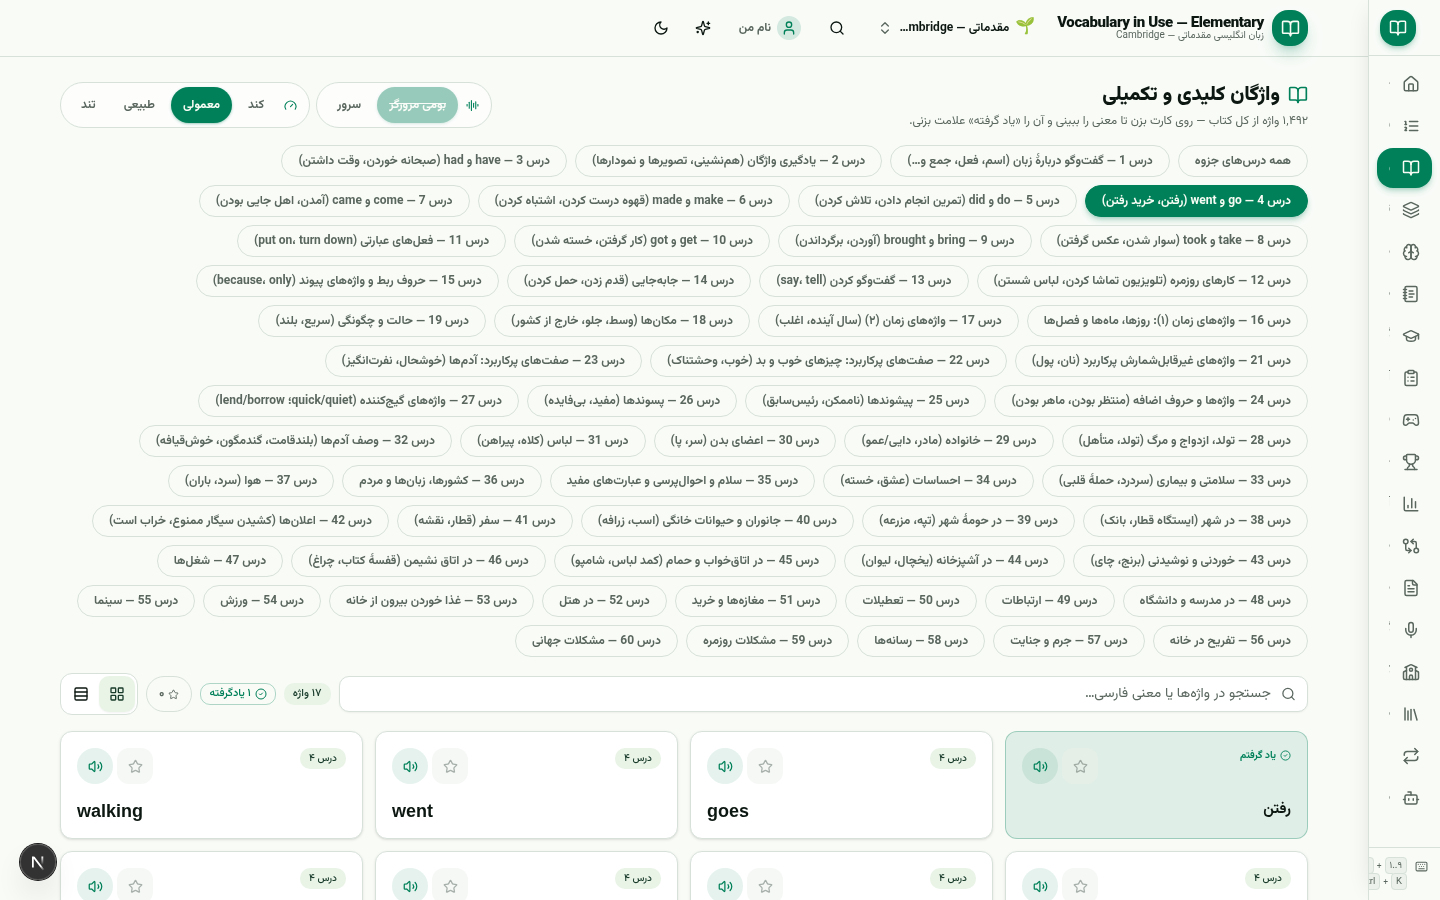 Vocabulary in Use — Elementary
زبان انگلیسی مقدماتی — Cambridge
🌱 مقدماتی — mbridge...
نام من
واژگان کلیدی و تکمیلی
۱,۴۹۲ واژه از کل کتاب — روی کارت بزن تا معنی را ببینی و آن را «یاد گرفته» علامت بزنی.
بومی مرورگر
سرور
کند
معمولی
طبیعی
تند
همه درس‌های جزوه
درس 1 — گفت‌وگو دربارهٔ زبان (اسم، فعل، جمع و...)
درس 2 — یادگیری واژگان (هم‌نشینی، تصویرها و نمودارها)
درس 3 — have و had (صبحانه خوردن، وقت داشتن)
درس 4 — go و went (رفتن، خرید رفتن)
درس 5 — do و did (تمرین انجام دادن، تلاش کردن)
درس 6 — make و made (قهوه درست کردن، اشتباه کردن)
درس 7 — come و came (آمدن، اهل جایی بودن)
درس 8 — take و took (سوار شدن، عکس گرفتن)
درس 9 — bring و brought (آوردن، برگرداندن)
درس 10 — get و got (کار گرفتن، خسته شدن)
درس 11 — فعل‌های عبارتی (put on، turn down)
درس 12 — کارهای روزمره (تلویزیون تماشا کردن، لباس شستن)
درس 13 — گفت‌وگو کردن (say، tell)
درس 14 — جابه‌جایی (قدم زدن، حمل کردن)
درس 15 — حروف ربط و واژه‌های پیوند (because، only)
درس 16 — واژه‌های زمان (۱): روزها، ماه‌ها و فصل‌ها
درس 17 — واژه‌های زمان (۲) (سال آینده، اغلب)
درس 18 — مکان‌ها (وسط، جلو، خارج از کشور)
درس 19 — حالت و چگونگی (سریع، بلند)
درس 21 — واژه‌های غیرقابل‌شمارش پرکاربرد (نان، پول)
درس 22 — صفت‌های پرکاربرد: چیزهای خوب و بد (خوب، وحشتناک)
درس 23 — صفت‌های پرکاربرد: آدم‌ها (خوشحال، نفرت‌انگیز)
درس 24 — واژه‌ها و حروف اضافه (منتظر بودن، ماهر بودن)
درس 25 — پیشوندها (ناممکن، رئیس‌سابق)
درس 26 — پسوندها (مفید، بی‌فایده)
درس 27 — واژه‌های گیج‌کننده (lend/borrow؛ quick/quiet)
درس 28 — تولد، ازدواج و مرگ (تولد، متأهل)
درس 29 — خانواده (مادر، دایی/عمو)
درس 30 — اعضای بدن (سر، پا)
درس 31 — لباس (کلاه، پیراهن)
درس 32 — وصف آدم‌ها (بلندقامت، گندمگون، خوش‌قیافه)
درس 33 — سلامتی و بیماری (سردرد، حملهٔ قلبی)
درس 34 — احساسات (عشق، خسته)
درس 35 — سلام و احوال‌پرسی و عبارت‌های مفید
درس 36 — کشورها، زبان‌ها و مردم
درس 37 — هوا (سرد، باران)
درس 38 — در شهر (ایستگاه قطار، بانک)
درس 39 — در حومهٔ شهر (تپه، مزرعه)
درس 40 — جانوران و حیوانات خانگی (اسب، زرافه)
درس 41 — سفر (قطار، نقشه)
درس 42 — اعلان‌ها (کشیدن سیگار ممنوع، خراب است)
درس 43 — خوردنی و نوشیدنی (برنج، چای)
درس 44 — در آشپزخانه (یخچال، لیوان)
درس 45 — در اتاق‌خواب و حمام (کمد لباس، شامپو)
درس 46 — در اتاق نشیمن (قفسهٔ کتاب، چراغ)
درس 47 — شغل‌ها
درس 48 — در مدرسه و دانشگاه
درس 49 — ارتباطات
درس 50 — تعطیلات
درس 51 — مغازه‌ها و خرید
درس 52 — در هتل
درس 53 — غذا خوردن بیرون از خانه
درس 54 — ورزش
درس 55 — سینما
درس 56 — تفریح در خانه
درس 57 — جرم و جنایت
درس 58 — رسانه‌ها
درس 59 — مشکلات روزمره
درس 60 — مشکلات جهانی
جستجو در واژه‌ها یا معنی فارسی...
۱۷ واژه
۱ یادگرفته
۰
یاد گرفتم
رفتن
درس ۴
goes
درس ۴
went
درس ۴
walking
درس ۴
درس ۴
درس ۴
درس ۴
+ ۱..۹
+ K
N